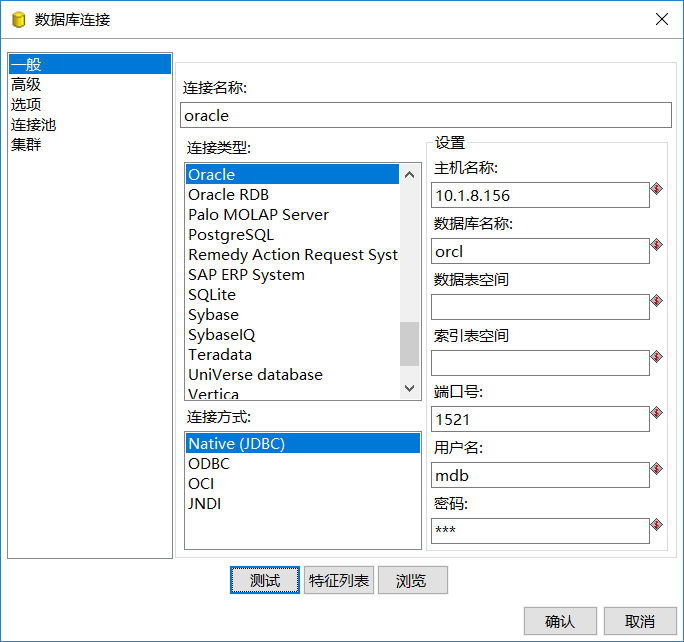 数据库连接
一般
高级
选项
连接池
集群
连接名称:
oracle
连接类型:
Oracle
Oracle RDB
Palo MOLAP Server
PostgreSQL
Remedy Action Request Syst
SAP ERP System
SQLite
Sybase
SybaseIQ
Teradata
UniVerse database
Vertica
连接方式:
Native (JDBC)
ODBC
OCI
JNDI
设置
主机名称:
10.1.8.156
数据库名称:
orcl
数据表空间
索引表空间
端口号:
1521
用户名:
mdb
密码:
***
测试
特征列表
浏览
确认
取消